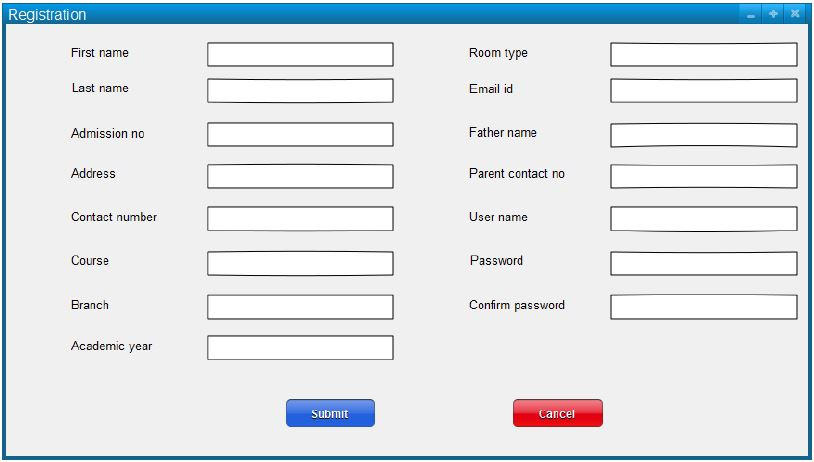 Registration
First name
Room type
Last name
Email id
Admission no
Father name
Address
Parent contact no
Contact number
User name
Course
Password
Branch
Confirm password
Academic year
Submit
Cancel